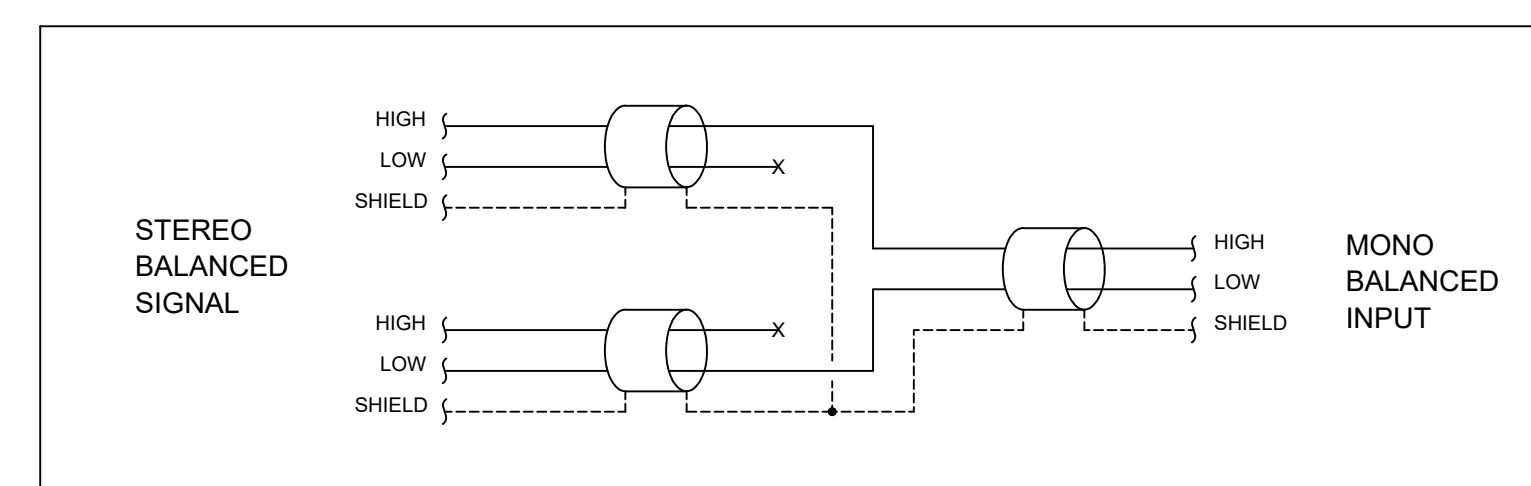 HIGH
LOW
X
SHIELD
STEREO
BALANCED
SIGNAL
HIGH
X
LOW
SHIELD
HIGH
LOW
SHIELD
MONO
BALANCED
INPUT